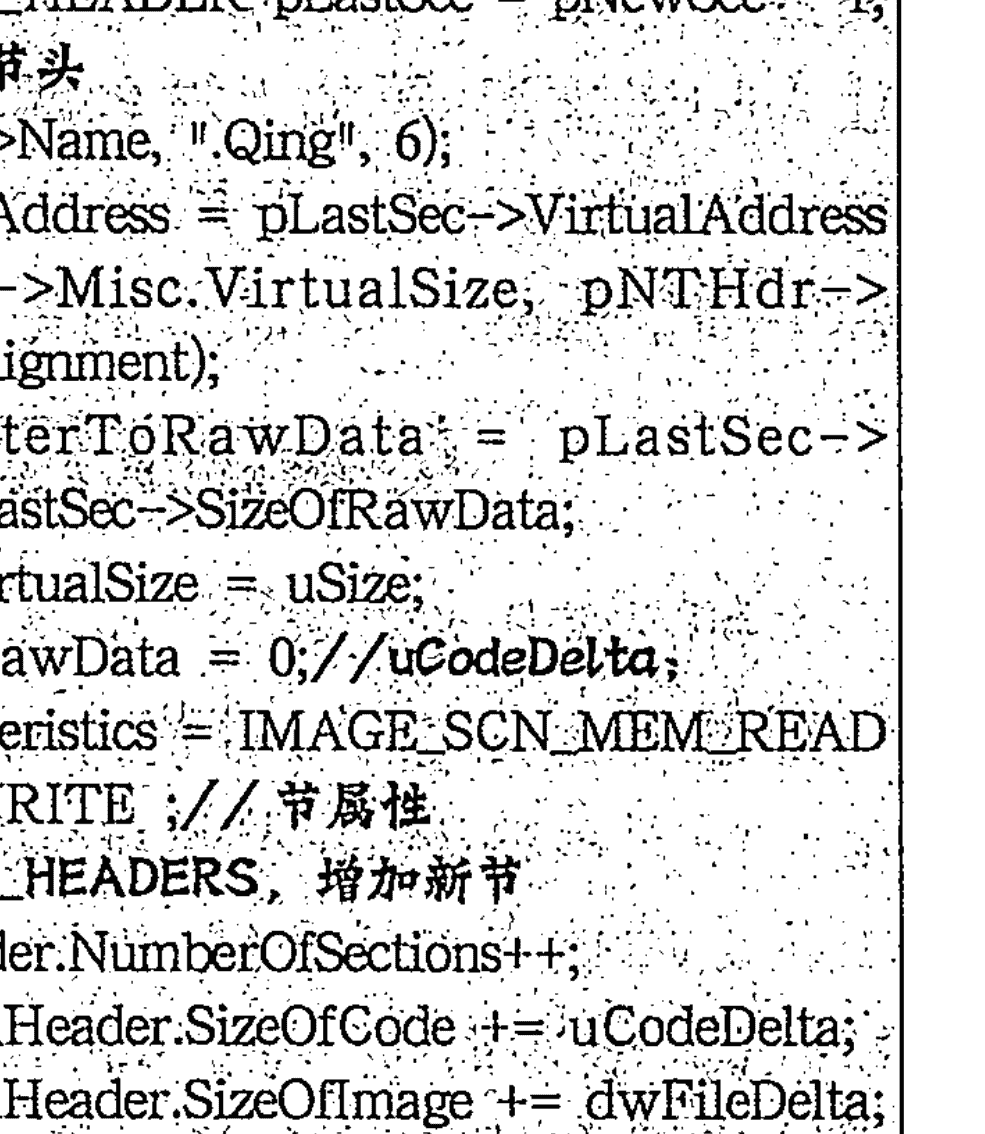 _HEADER pLastSec = pNewSec - 1;
节头
>Name, ".Qing", 6);
Address = pLastSec->VirtualAddress
->Misc.VirtualSize, pNTHdr->
ignment);
terToRawData = pLastSec->
astSec->SizeOfRawData;
rtualSize = uSize;
awData = 0;//uCodeDelta;
eristics = IMAGE_SCN_MEM_READ
RITE ;//节属性
_HEADERS, 增加新节
der.NumberOfSections++;
Header.SizeOfCode += uCodeDelta;
Header.SizeOfImage += dwFileDelta;